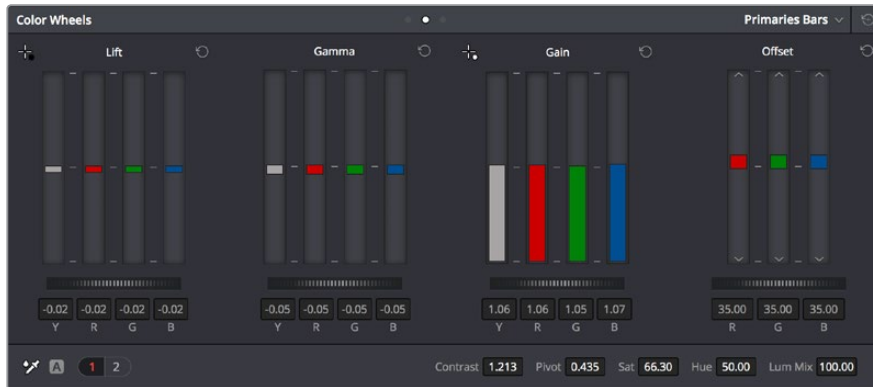 Color Wheels Primaries Bars
Lift Gamma Gain Offset
-0.02 -0.02 -0.02 -0.02 -0.05 -0.05 -0.05 -0.05 1.06 1.06 1.05 1.07 35.00 35.00 35.00
Y R G B Y R G B Y R G B R G B
A 1 2 Contrast 1.213 Pivot 0.435 Sat 66.30 Hue 50.00 Lum Mix 100.00